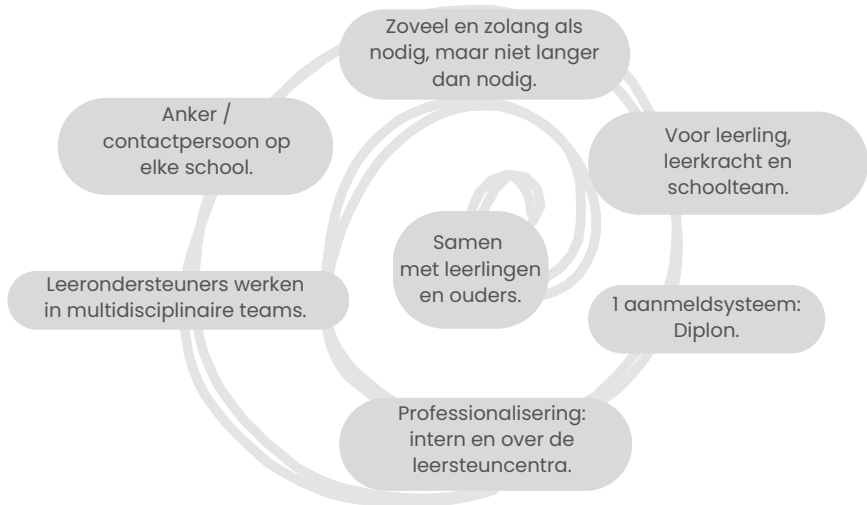 Zoveel en zolang als
nodig, maar niet langer
dan nodig.
Anker /
contactpersoon op
elke school.
Voor leerling,
leerkracht en
schoolteam.
Samen
met leerlingen
en ouders.
Leerondersteuners werken
in multidisciplinaire teams.
1 aanmeldsysteem:
Diplon.
Professionalisering:
intern en over de
leersteuncentra.